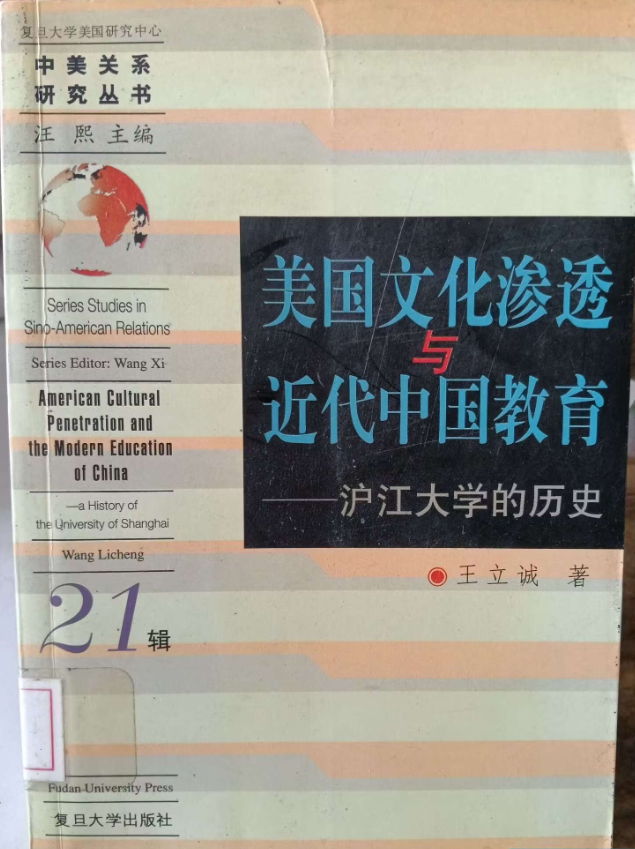 复旦大学美国研究中心
中美关系
研究丛书
汪 熙 主编
Series Studies in
Sino-American Relations
Series Editor: Wang Xi
American Cultural
Penetration and
the Modern Education
of China
—a History of
the University of Shanghai
Wang Licheng
21辑
Fudan University Press
复旦大学出版社
美国文化渗透
与
近代中国教育
——沪江大学的历史
王立诚 著